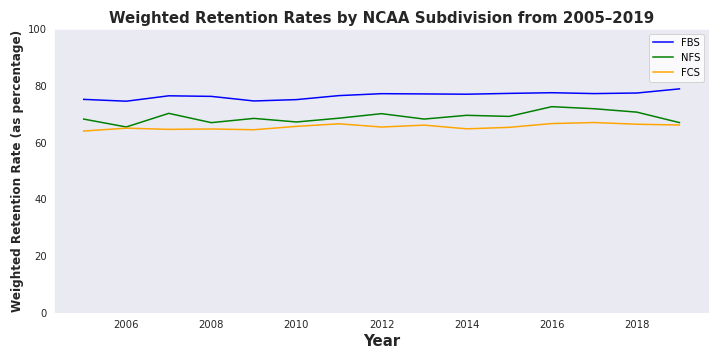 Weighted Retention Rates by NCAA Subdivision from 2005–2019
Weighted Retention Rate (as percentage)
100
80
60
40
20
0
FBS
NFS
FCS
2006 2008 2010 2012 2014 2016 2018
Year